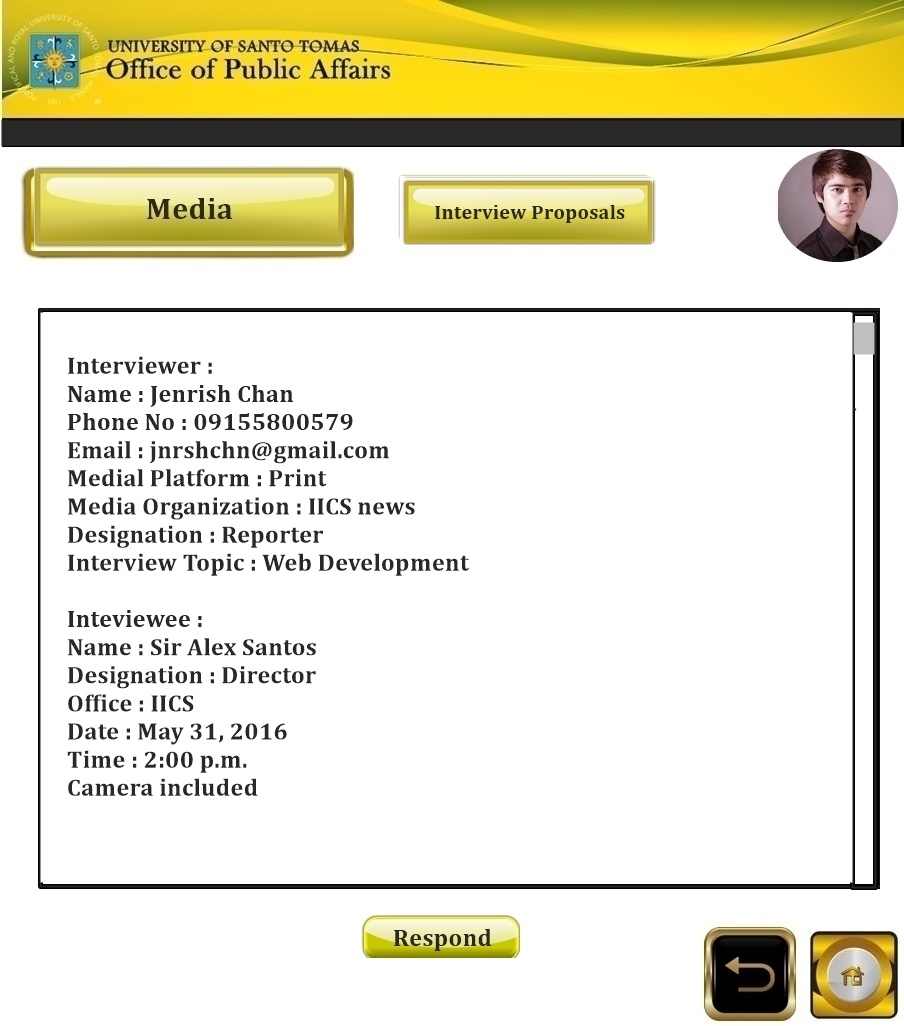 UNIVERSITY OF SANTO TOMAS
Office of Public Affairs
Media
Interview Proposals
Interviewer :
Name : Jenrish Chan
Phone No : 09155800579
Email : jnrshchn@gmail.com
Medial Platform : Print
Media Organization : IICS news
Designation : Reporter
Interview Topic : Web Development
Inteviewee :
Name : Sir Alex Santos
Designation : Director
Office : IICS
Date : May 31, 2016
Time : 2:00 p.m.
Camera included
Respond